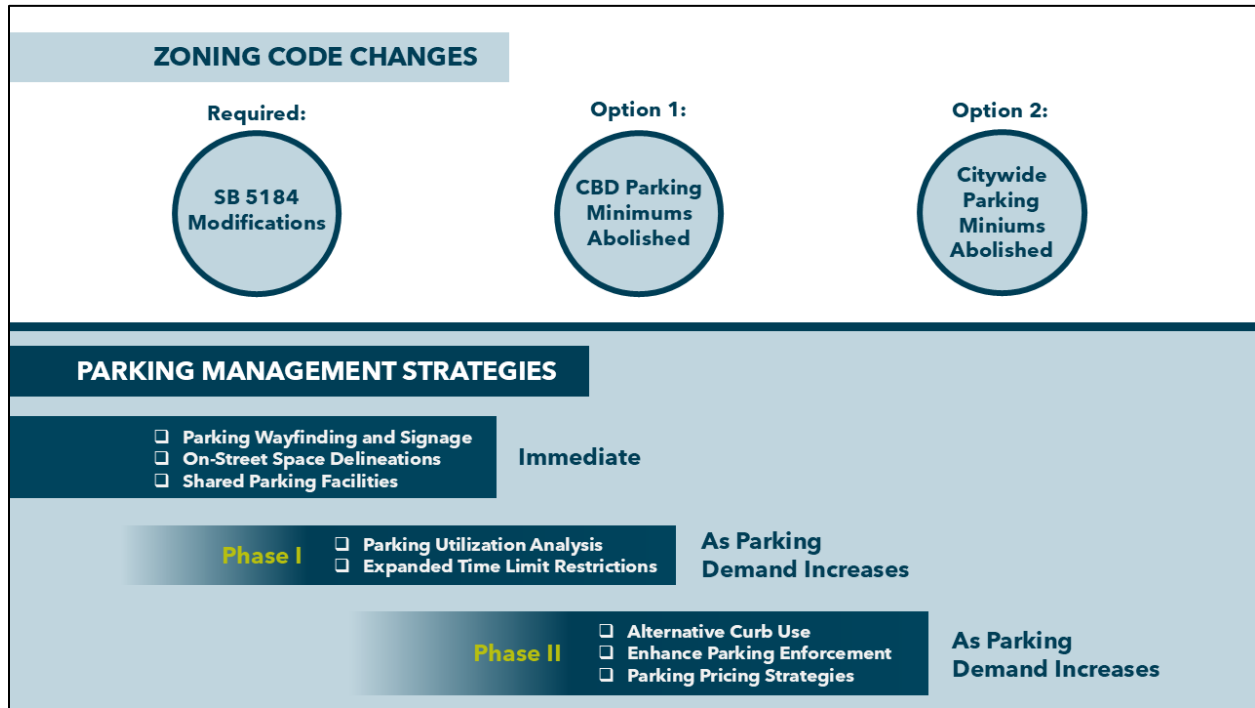 ZONING CODE CHANGES
Required:
SB 5184
Modifications
Option 1:
CBD Parking
Minimums
Abolished
Option 2:
Citywide
Parking
Miniums
Abolished
PARKING MANAGEMENT STRATEGIES
❑ Parking Wayfinding and Signage
❑ On-Street Space Delineations
❑ Shared Parking Facilities
Immediate
Phase I
❑ Parking Utilization Analysis
❑ Expanded Time Limit Restrictions
As Parking
Demand Increases
Phase II
❑ Alternative Curb Use
❑ Enhance Parking Enforcement
❑ Parking Pricing Strategies
As Parking
Demand Increases